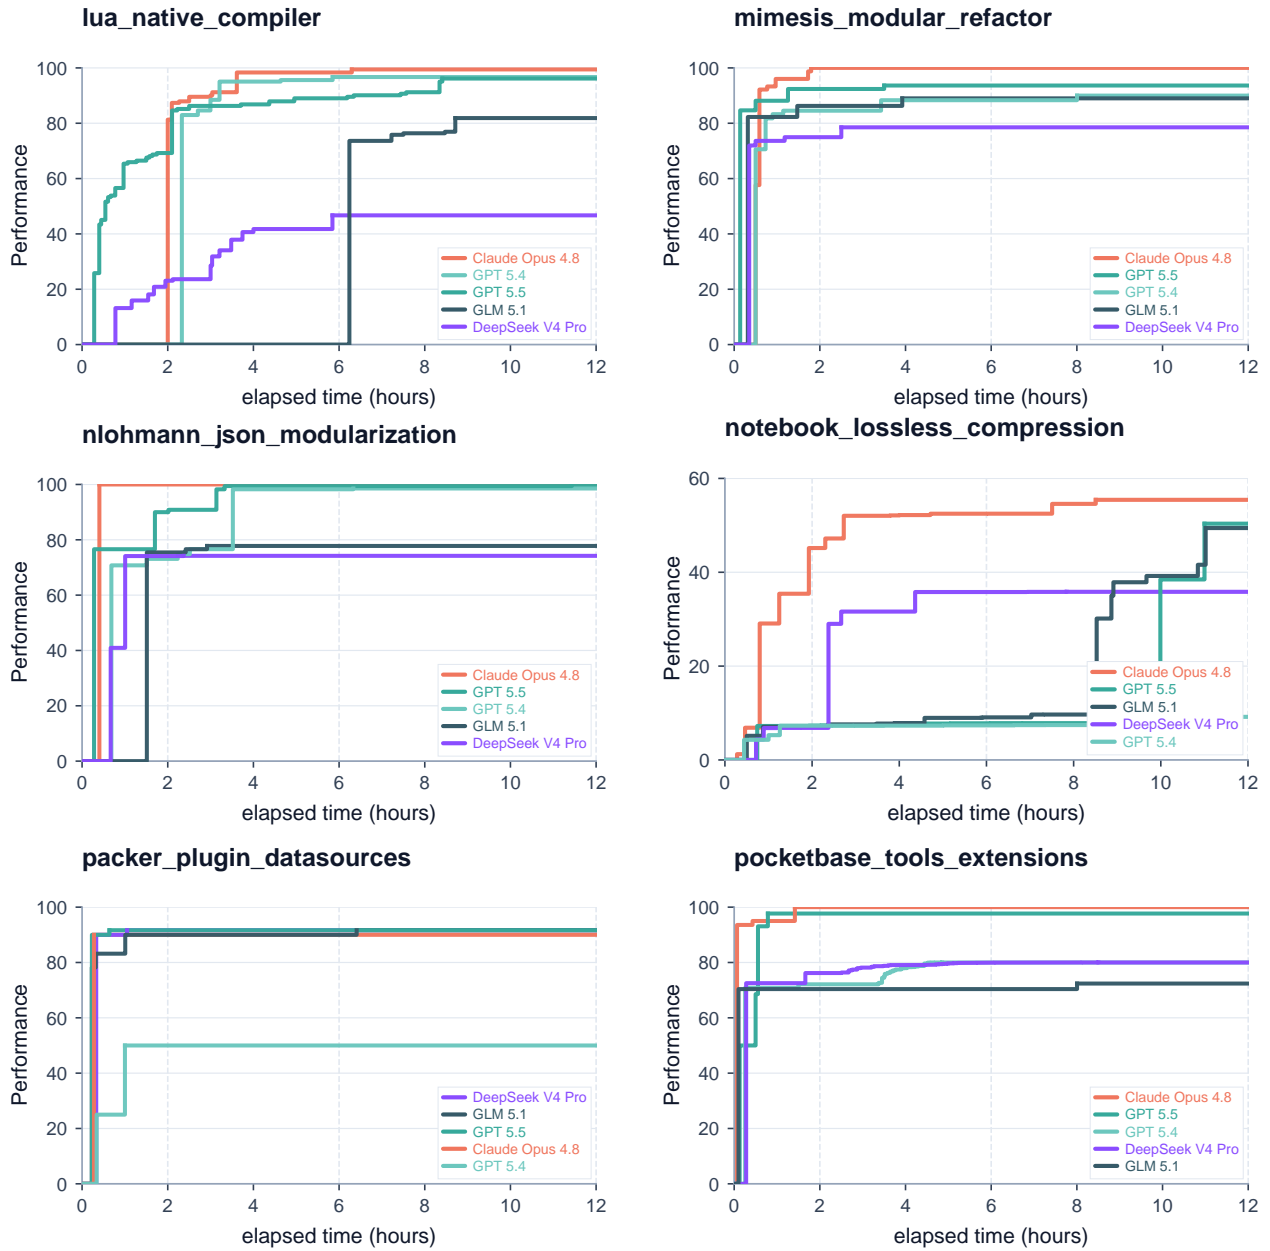 lua_native_compiler
Performance
100
80
60
40
20
0
0 2 4 6 8 10 12
elapsed time (hours)
Claude Opus 4.8
GPT 5.4
GPT 5.5
GLM 5.1
DeepSeek V4 Pro
mimesis_modular_refactor
Performance
100
80
60
40
20
0
0 2 4 6 8 10 12
elapsed time (hours)
Claude Opus 4.8
GPT 5.5
GPT 5.4
GLM 5.1
DeepSeek V4 Pro
nlohmann_json_modularization
Performance
100
80
60
40
20
0
0 2 4 6 8 10 12
elapsed time (hours)
Claude Opus 4.8
GPT 5.5
GPT 5.4
GLM 5.1
DeepSeek V4 Pro
notebook_lossless_compression
Performance
60
40
20
0
0 2 4 6 8 10 12
elapsed time (hours)
Claude Opus 4.8
GPT 5.5
GLM 5.1
DeepSeek V4 Pro
GPT 5.4
packer_plugin_datasources
Performance
100
80
60
40
20
0
0 2 4 6 8 10 12
elapsed time (hours)
DeepSeek V4 Pro
GLM 5.1
GPT 5.5
Claude Opus 4.8
GPT 5.4
pocketbase_tools_extensions
Performance
100
80
60
40
20
0
0 2 4 6 8 10 12
elapsed time (hours)
Claude Opus 4.8
GPT 5.5
GPT 5.4
DeepSeek V4 Pro
GLM 5.1